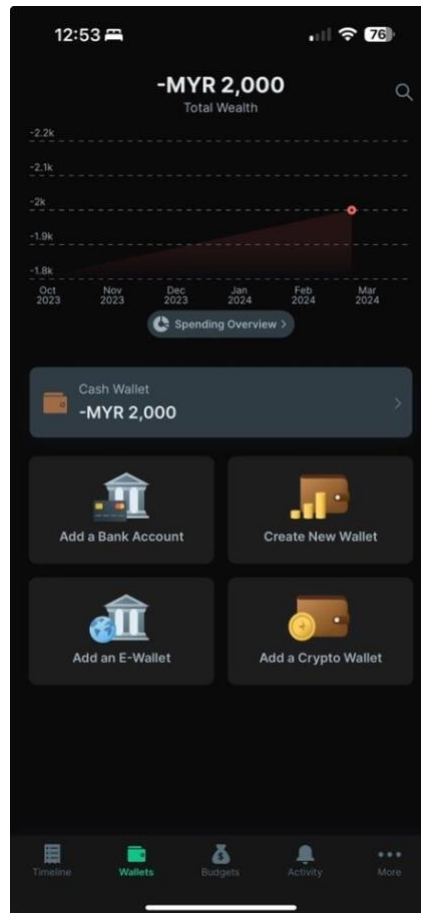 12:53
76
-MYR 2,000
Total Wealth
-2.2k
-2.1k
-2k
-1.9k
-1.8k
Oct 2023
Nov 2023
Dec 2023
Jan 2024
Feb 2024
Mar 2024
Spending Overview >
Cash Wallet
-MYR 2,000
Add a Bank Account
Create New Wallet
Add an E-Wallet
Add a Crypto Wallet
Timeline
Wallets
Budgets
Activity
More